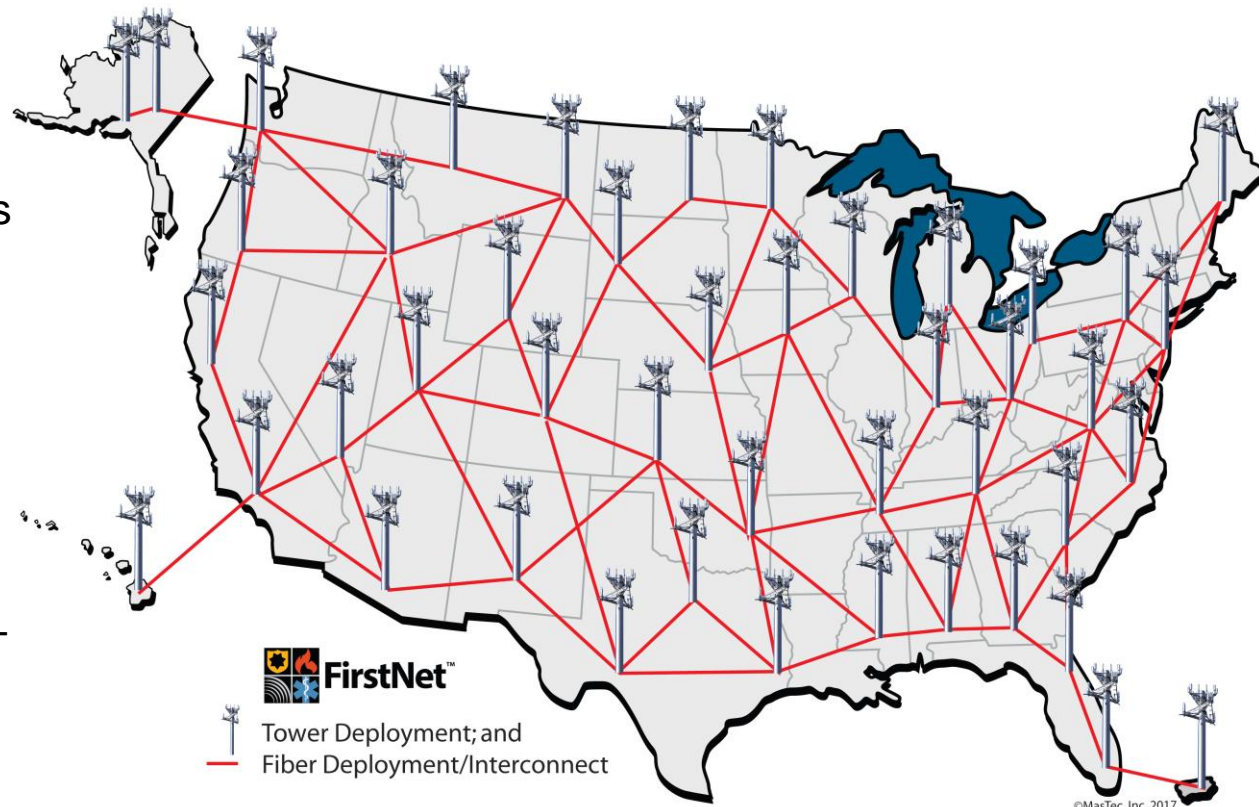 s
-
FirstNet™
Tower Deployment; and
Fiber Deployment/Interconnect
©MasTec, Inc. 2017